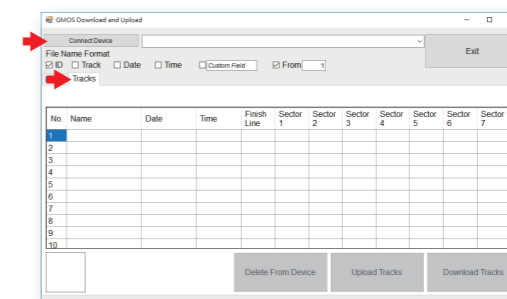 GMOS Download and Upload
Connect Device
Exit
File Name Format
ID Track Date Time Custom Field From 1
Tracks
No. Name Date Time Finish Line Sector 1 Sector 2 Sector 3 Sector 4 Sector 5 Sector 6 Sector 7
1
2
3
4
5
6
7
8
9
10
Delete From Device Upload Tracks Download Tracks